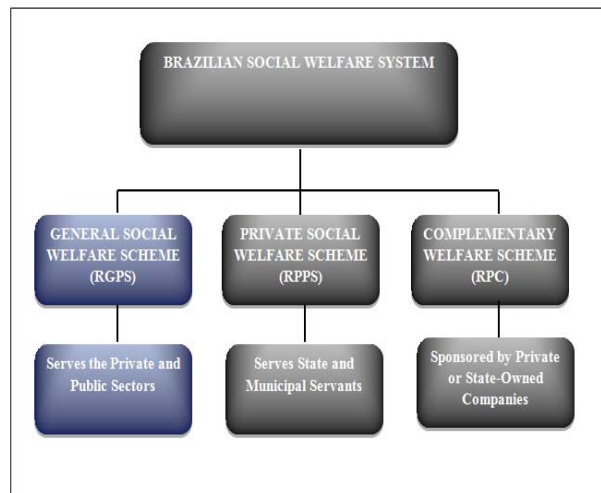 BRAZILIAN SOCIAL WELFARE SYSTEM
GENERAL SOCIAL
WELFARE SCHEME
(RGPS)
PRIVATE SOCIAL
WELFARE SCHEME
(RPPS)
COMPLEMENTARY
WELFARE SCHEME
(RPC)
Serves the Private and
Public Sectors
Serves State and
Municipal Servants
Sponsored by Private
or State-Owned
Companies